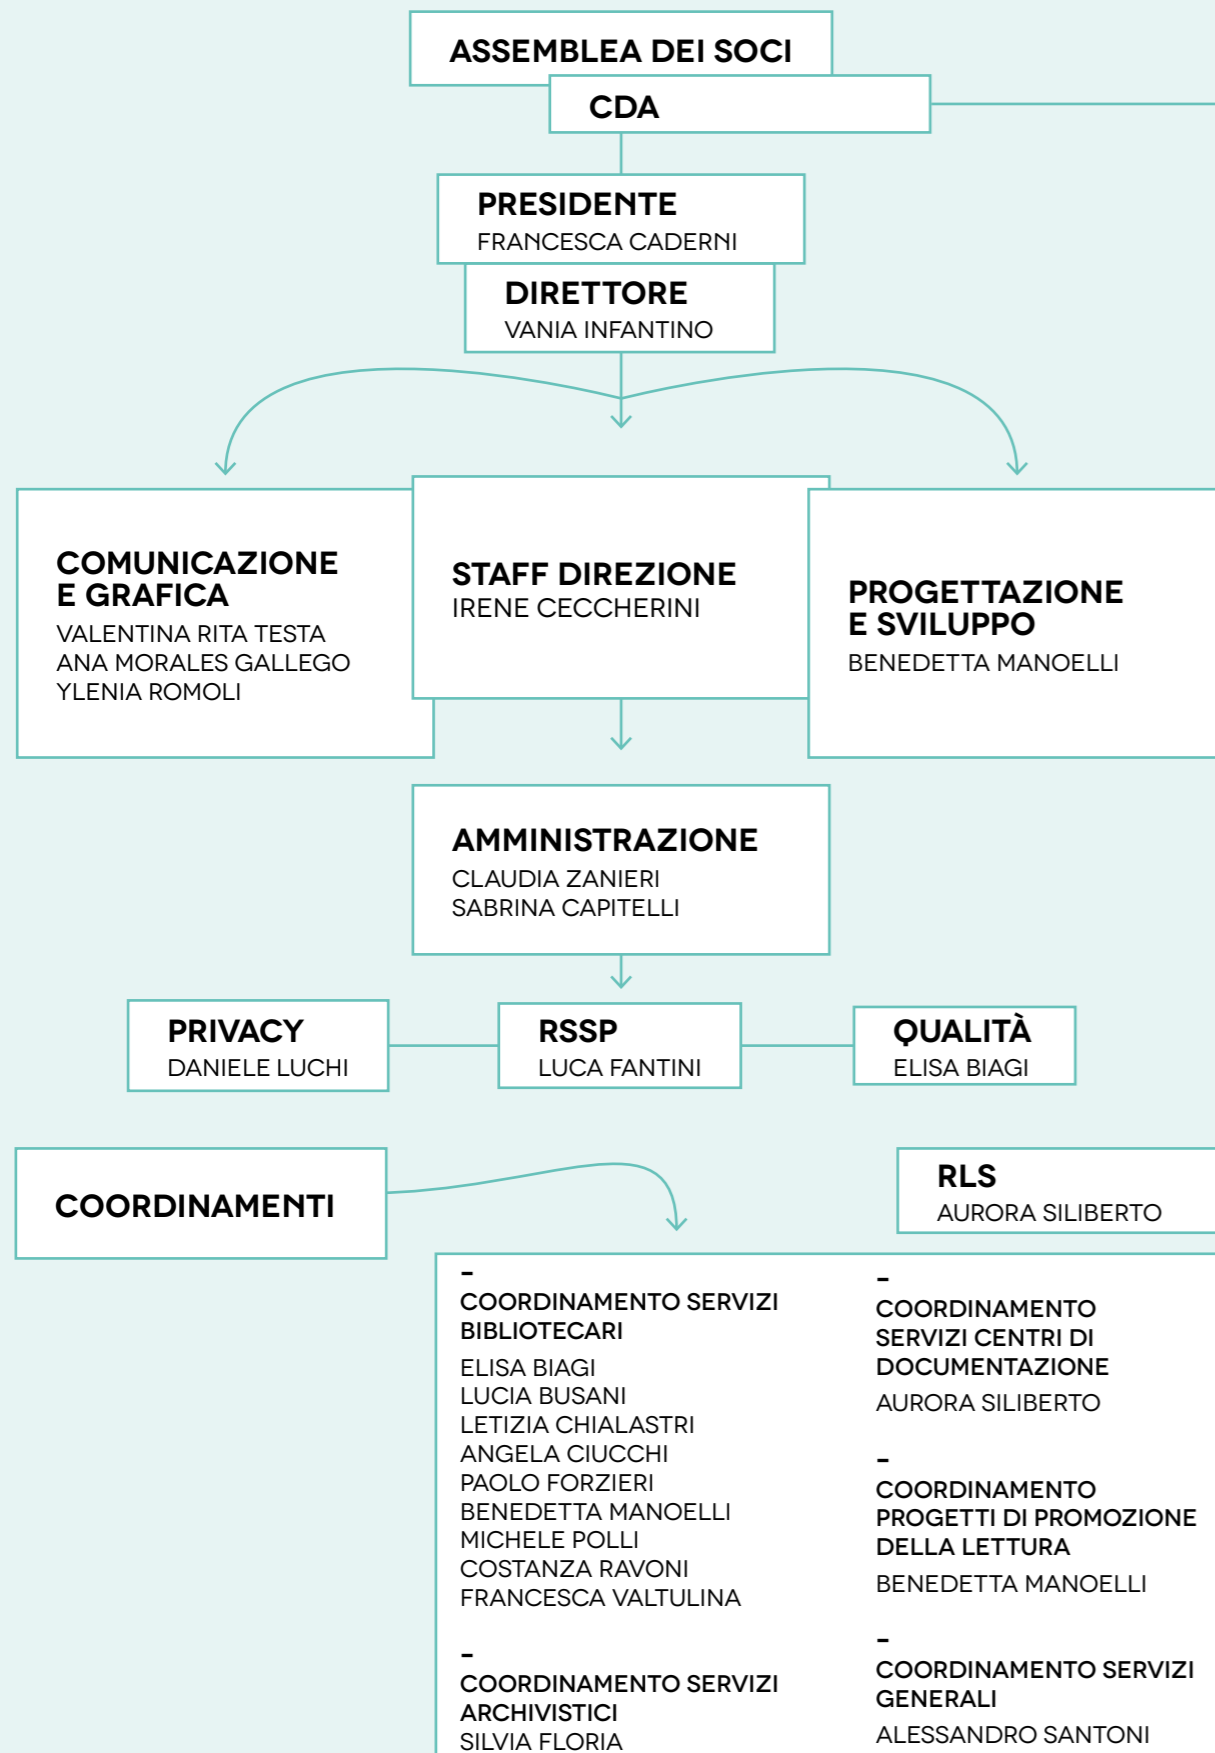 ASSEMBLEA DEI SOCI
CDA
PRESIDENTE
FRANCESCA CADERNI
DIRETTORE
VANIA INFANTINO
COMUNICAZIONE
E GRAFICA
VALENTINA RITA TESTA
ANA MORALES GALLEGO
YLENIA ROMOLI
STAFF DIREZIONE
IRENE CECCHERINI
PROGETTAZIONE
E SVILUPPO
BENEDETTA MANOELLI
AMMINISTRAZIONE
CLAUDIA ZANIERI
SABRINA CAPITELLI
PRIVACY
DANIELE LUCHI
RSSP
LUCA FANTINI
QUALITÀ
ELISA BIAGI
COORDINAMENTI
RLS
AURORA SILIBERTO
–
COORDINAMENTO SERVIZI
BIBLIOTECARI
ELISA BIAGI
LUCIA BUSANI
LETIZIA CHIALASTRI
ANGELA CIUCCHI
PAOLO FORZIERI
BENEDETTA MANOELLI
MICHELE POLLI
COSTANZA RAVONI
FRANCESCA VALTULINA
–
COORDINAMENTO SERVIZI
ARCHIVISTICI
SILVIA FLORIA
–
COORDINAMENTO
SERVIZI CENTRI DI
DOCUMENTAZIONE
AURORA SILIBERTO
–
COORDINAMENTO
PROGETTI DI PROMOZIONE
DELLA LETTURA
BENEDETTA MANOELLI
–
COORDINAMENTO SERVIZI
GENERALI
ALESSANDRO SANTONI